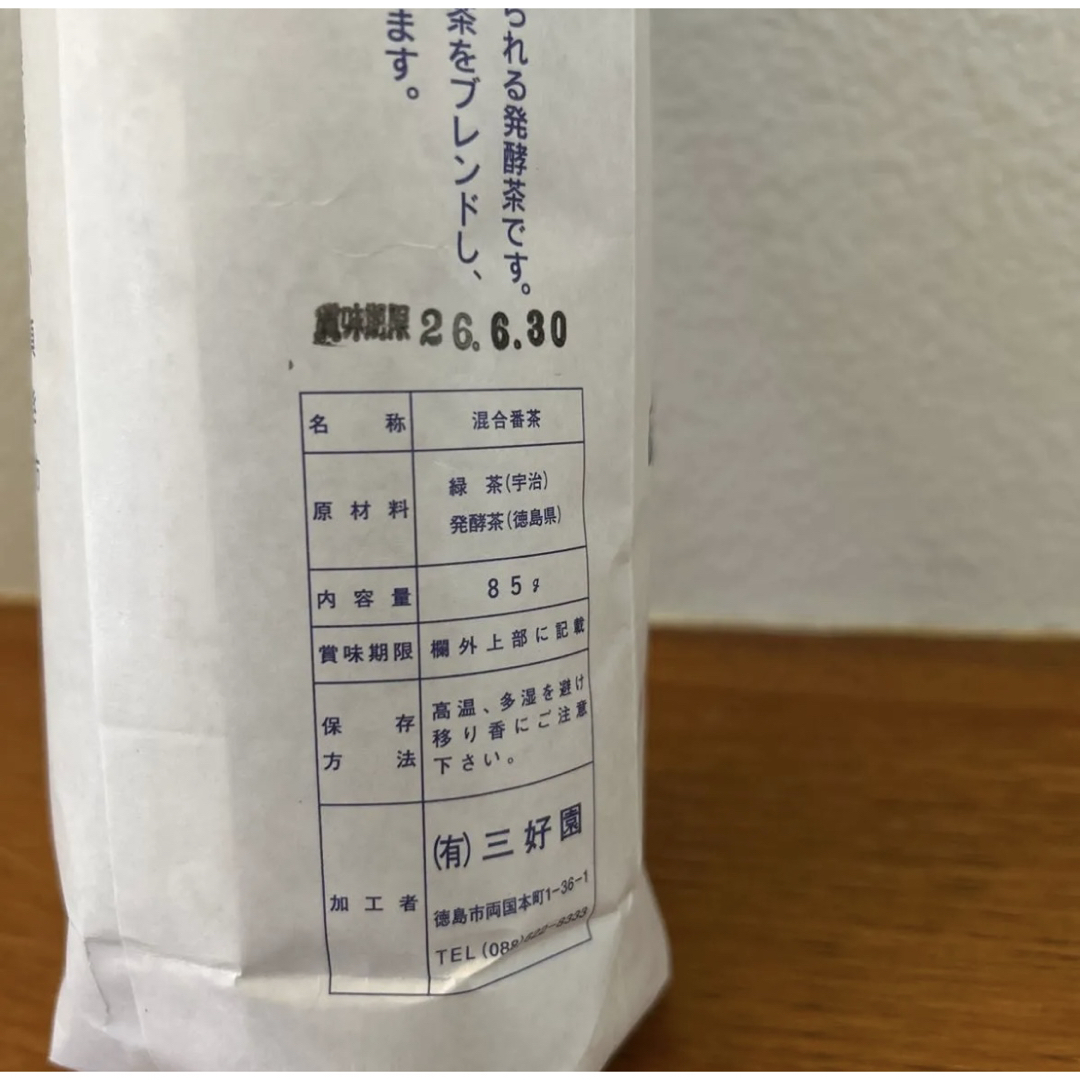 られる発酵茶です。
茶をブレンドし、
ます。
賞味期限 26.6.30
名称 混合番茶
原材料 緑 茶(宇治)
発酵茶(徳島県)
内容量 85g
賞味期限 欄外上部に記載
保存方法 高温、多湿を避け
移り香にご注意
下さい。
加工者 (有)三好園
徳島市両国本町1-36-1
TEL (088)622-8333